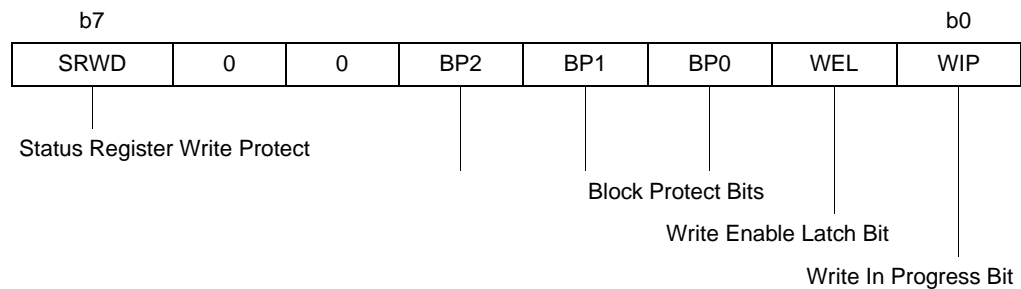 b7 b0
SRWD 0 0 BP2 BP1 BP0 WEL WIP
Status Register Write Protect
Block Protect Bits
Write Enable Latch Bit
Write In Progress Bit